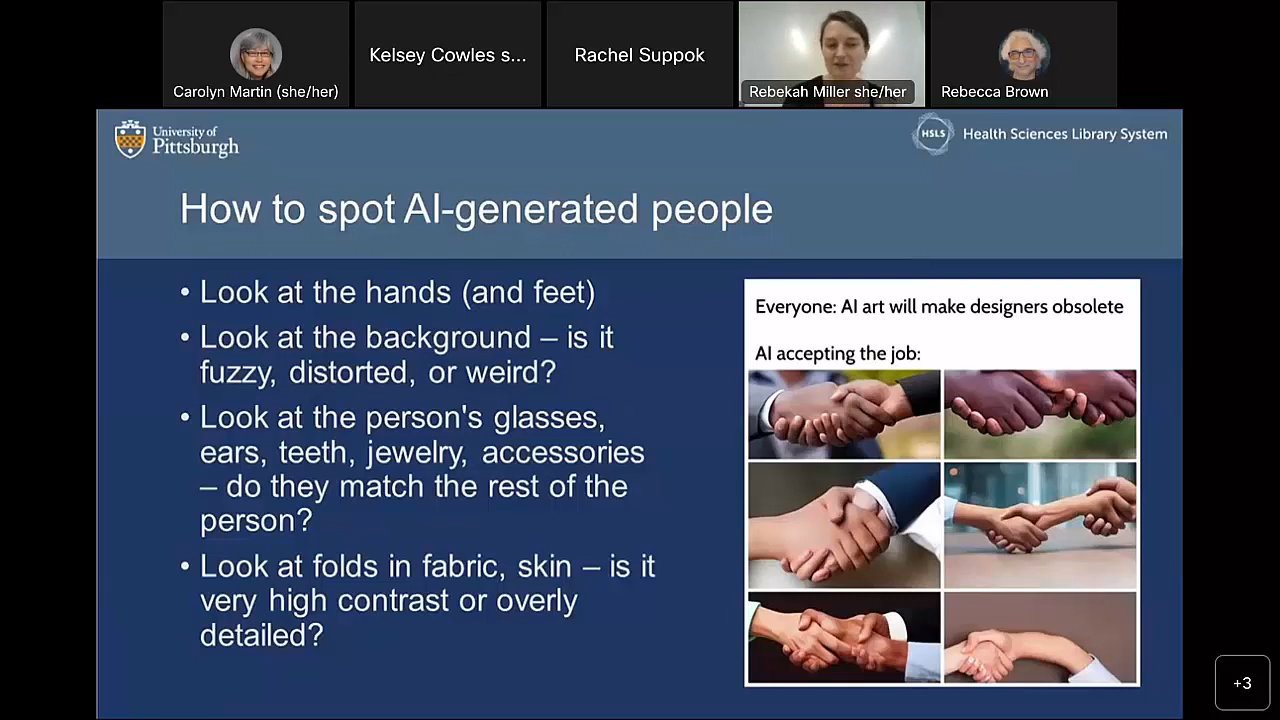 Carolyn Martin (she/her)
Kelsey Cowles s...
Rachel Suppok
Rebekah Miller she/her
Rebecca Brown
University of
Pittsburgh
HSLS
Health Sciences Library System
How to spot AI-generated people
• Look at the hands (and feet)
• Look at the background – is it
fuzzy, distorted, or weird?
• Look at the person's glasses,
ears, teeth, jewelry, accessories
– do they match the rest of the
person?
• Look at folds in fabric, skin – is it
very high contrast or overly
detailed?
Everyone: AI art will make designers obsolete
AI accepting the job:
+3